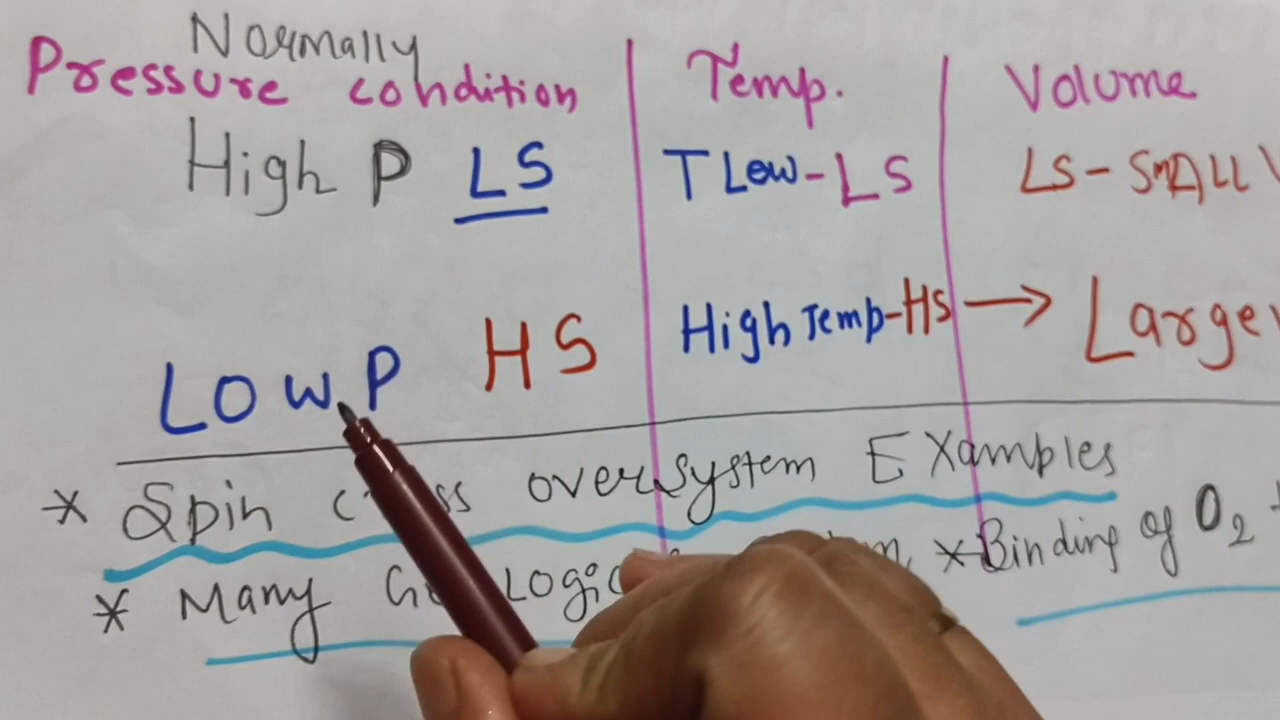 Normally
Pressure condition Temp. Volume
High P LS T Low-LS LS-SMALL V
LOW P HS High Temp-HS → Large
* Spin over system Examples
* Many * Binding of O2